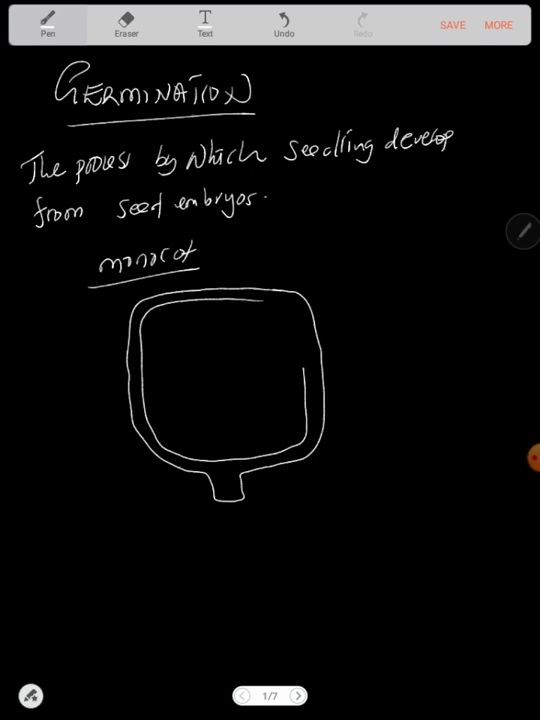 Pen
Eraser
Text
Undo
Redo
SAVE
MORE
GERMINATION
The process by which seedling develop
from seed embryos.
monocot
1/7